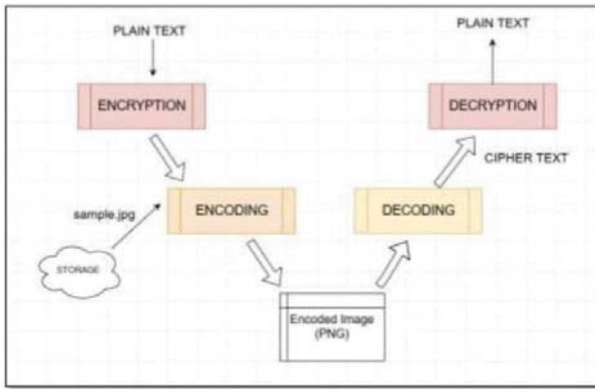 PLAIN TEXT
PLAIN TEXT
ENCRYPTION
DECRYPTION
CIPHER TEXT
sample.jpg
ENCODING
DECODING
STORAGE
Encoded Image
(PNG)